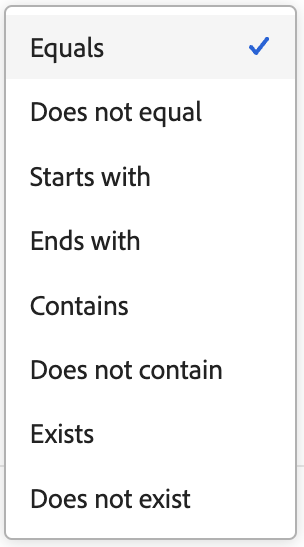 Equals
Does not equal
Starts with
Ends with
Contains
Does not contain
Exists
Does not exist